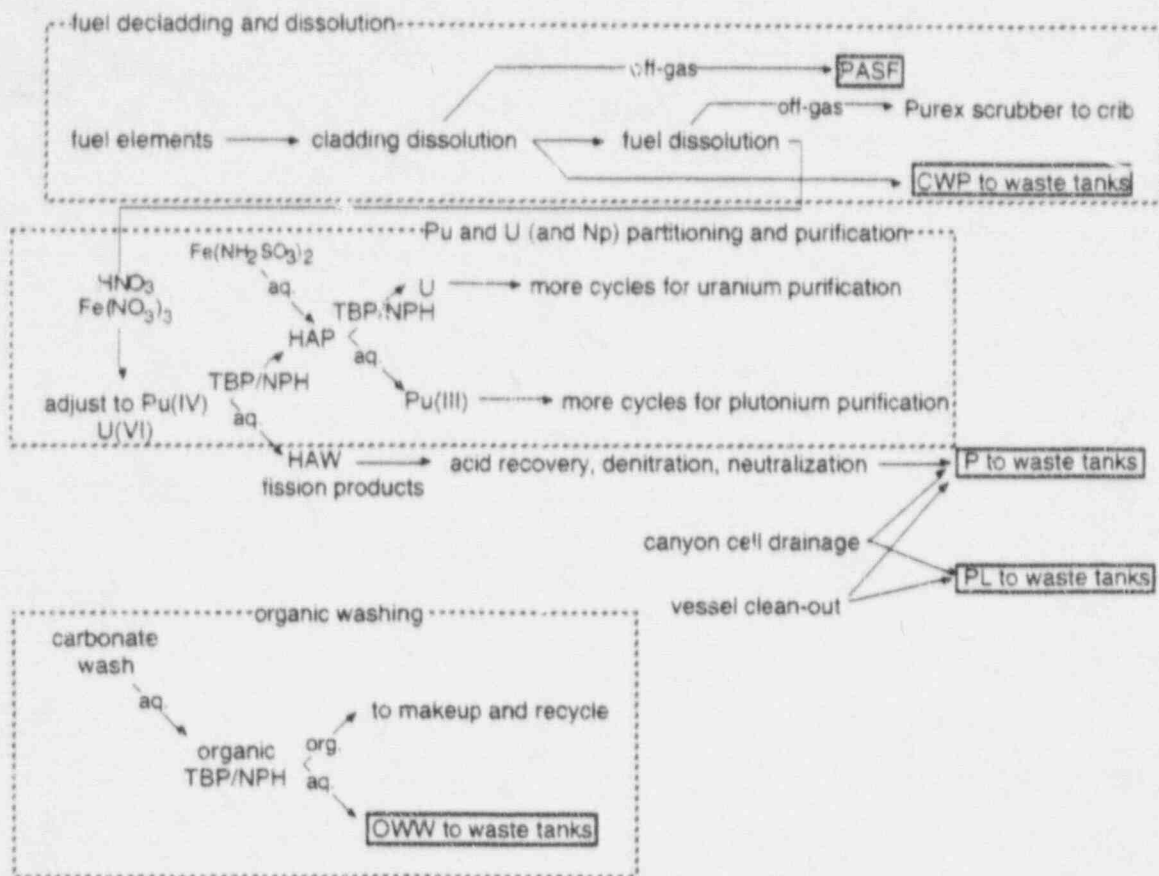 fuel decladding and dissolution
off-gas
PASF
off-gas
Purex scrubber to crib
fuel elements
cladding dissolution
fuel dissolution
CWP to waste tanks
Pu and U (and Np) partitioning and purification
Fe(NH2SO3)2
HNO3
Fe(NO3)3
aq.
U
more cycles for uranium purification
TBP/NPH
HAP
aq.
TBP/NPH
adjust to Pu(IV)
U(VI)
aq.
Pu(III)
more cycles for plutonium purification
HAW
fission products
acid recovery, denitration, neutralization
P to waste tanks
canyon cell drainage
PL to waste tanks
vessel clean-out
organic washing
carbonate
wash
aq.
to makeup and recycle
organic
TBP/NPH
org.
aq.
OWW to waste tanks